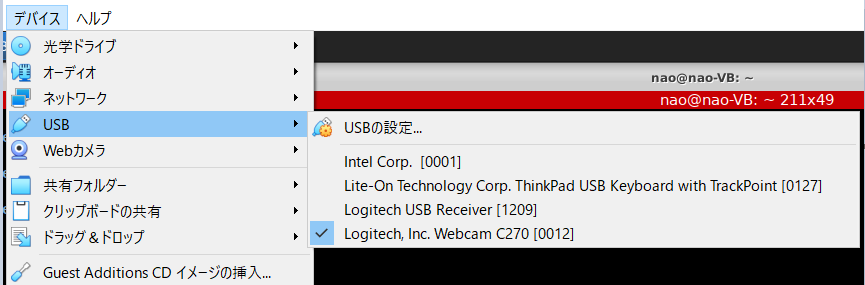 デバイス ヘルプ
光学ドライブ
オーディオ
ネットワーク
USB
Webカメラ
共有フォルダー
クリップボードの共有
ドラッグ＆ドロップ
Guest Additions CD イメージの挿入...
nao@nao-VB: ~
nao@nao-VB: ~ 211x49
USBの設定...
Intel Corp. [0001]
Lite-On Technology Corp. ThinkPad USB Keyboard with TrackPoint [0127]
Logitech USB Receiver [1209]
Logitech, Inc. Webcam C270 [0012]